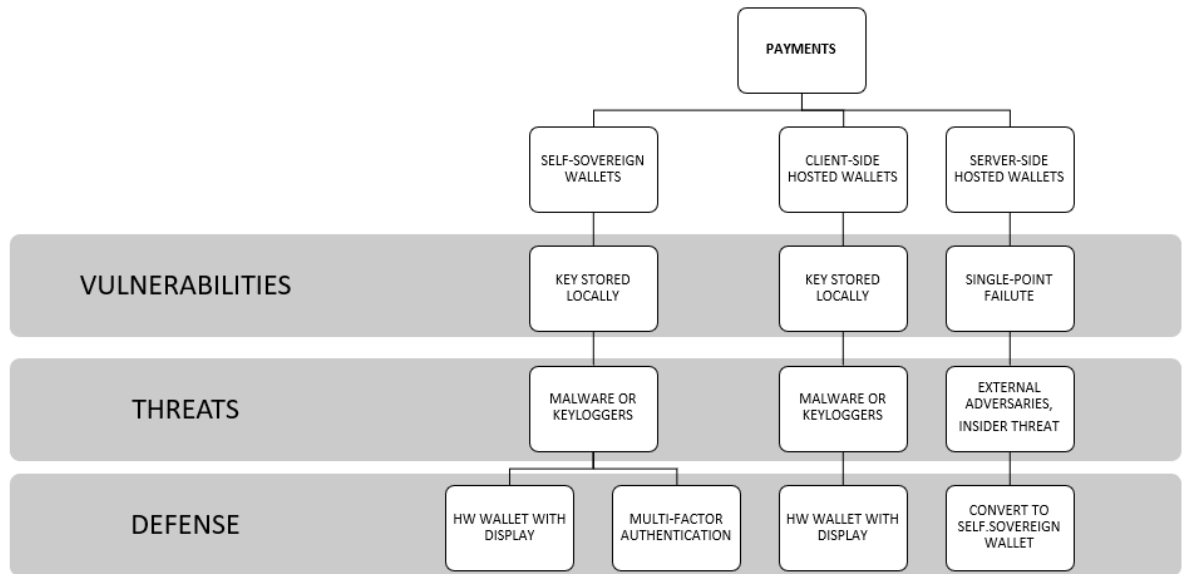 PAYMENTS
SELF-SOVEREIGN
WALLETS
CLIENT-SIDE
HOSTED WALLETS
SERVER-SIDE
HOSTED WALLETS
VULNERABILITIES
KEY STORED
LOCALLY
KEY STORED
LOCALLY
SINGLE-POINT
FAILUTE
THREATS
MALWARE OR
KEYLOGGERS
MALWARE OR
KEYLOGGERS
EXTERNAL
ADVERSARIES,
INSIDER THREAT
DEFENSE
HW WALLET WITH
DISPLAY
MULTI-FACTOR
AUTHENTICATION
HW WALLET WITH
DISPLAY
CONVERT TO
SELF.SOVEREIGN
WALLET